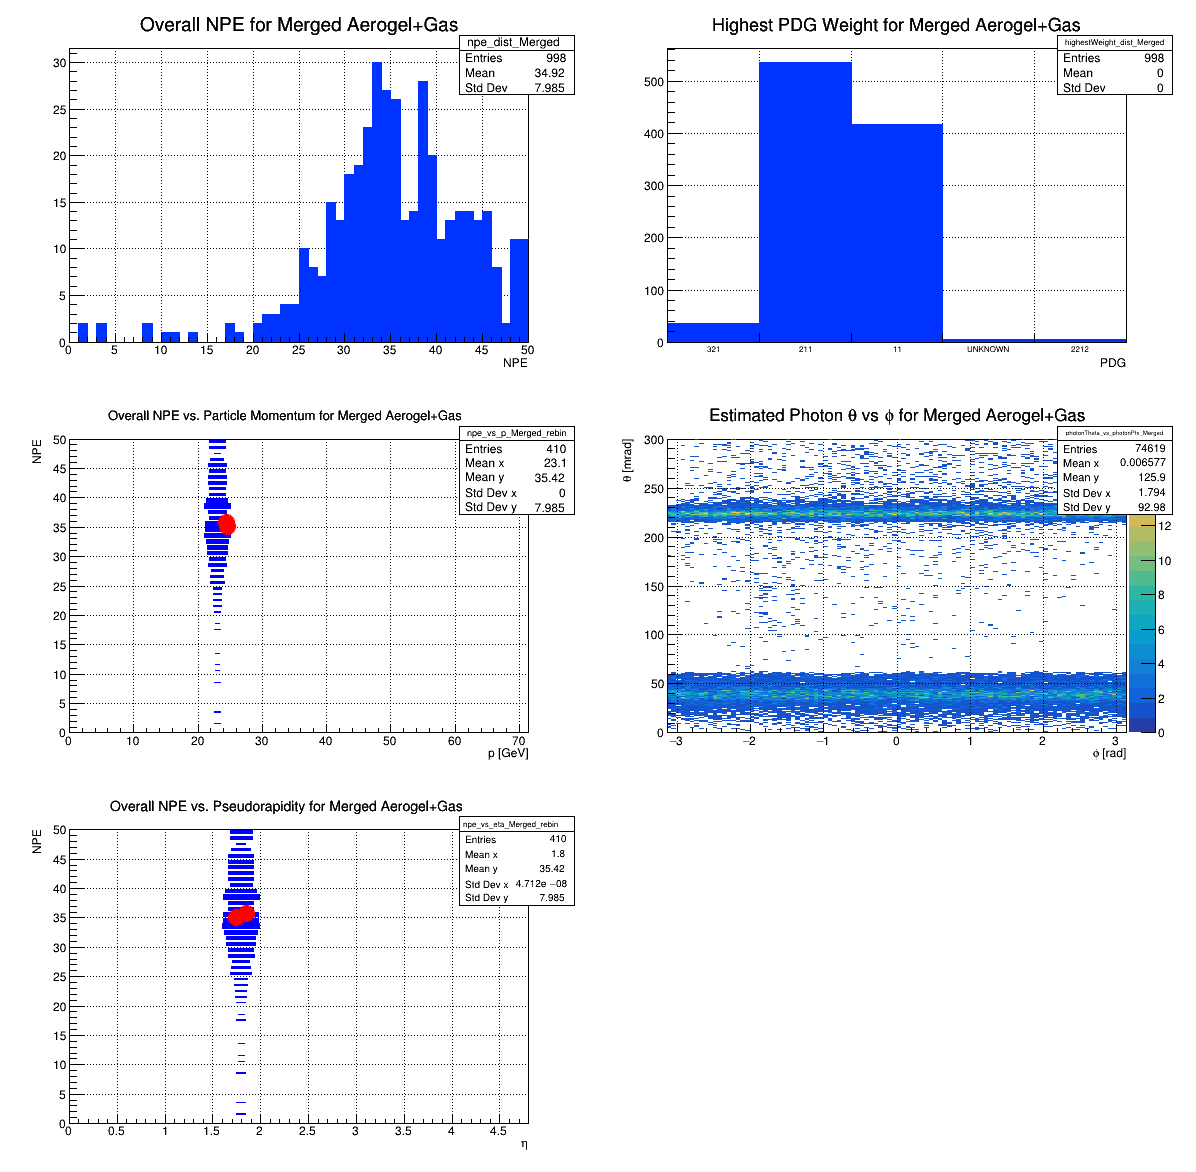 Overall NPE for Merged Aerogel+Gas
npe_dist_Merged
Entries 998
Mean 34.92
Std Dev 7.985
30
25
20
15
10
5
0
0 5 10 15 20 25 30 35 40 45 50
NPE
Highest PDG Weight for Merged Aerogel+Gas
highestWeight_dist_Merged
Entries 998
Mean 0
Std Dev 0
500
400
300
200
100
0
321 211 11 UNKNOWN 2212
PDG
Overall NPE vs. Particle Momentum for Merged Aerogel+Gas
npe_vs_p_Merged_rebin
Entries 410
Mean x 23.1
Mean y 35.42
Std Dev x 0
Std Dev y 7.985
NPE
50
45
40
35
30
25
20
15
10
5
0
0 10 20 30 40 50 60 70
p [GeV]
Estimated Photon θ vs ϕ for Merged Aerogel+Gas
photonTheta_vs_photonPhi_Merged
Entries 74619
Mean x 0.006577
Mean y 125.9
Std Dev x 1.794
Std Dev y 92.98
θ [mrad]
300
250
200
150
100
50
0
−3 −2 −1 0 1 2 3
ϕ [rad]
12
10
8
6
4
2
0
Overall NPE vs. Pseudorapidity for Merged Aerogel+Gas
npe_vs_eta_Merged_rebin
Entries 410
Mean x 1.8
Mean y 35.42
Std Dev x 4.712e −08
Std Dev y 7.985
NPE
50
45
40
35
30
25
20
15
10
5
0
0 0.5 1 1.5 2 2.5 3 3.5 4 4.5
η